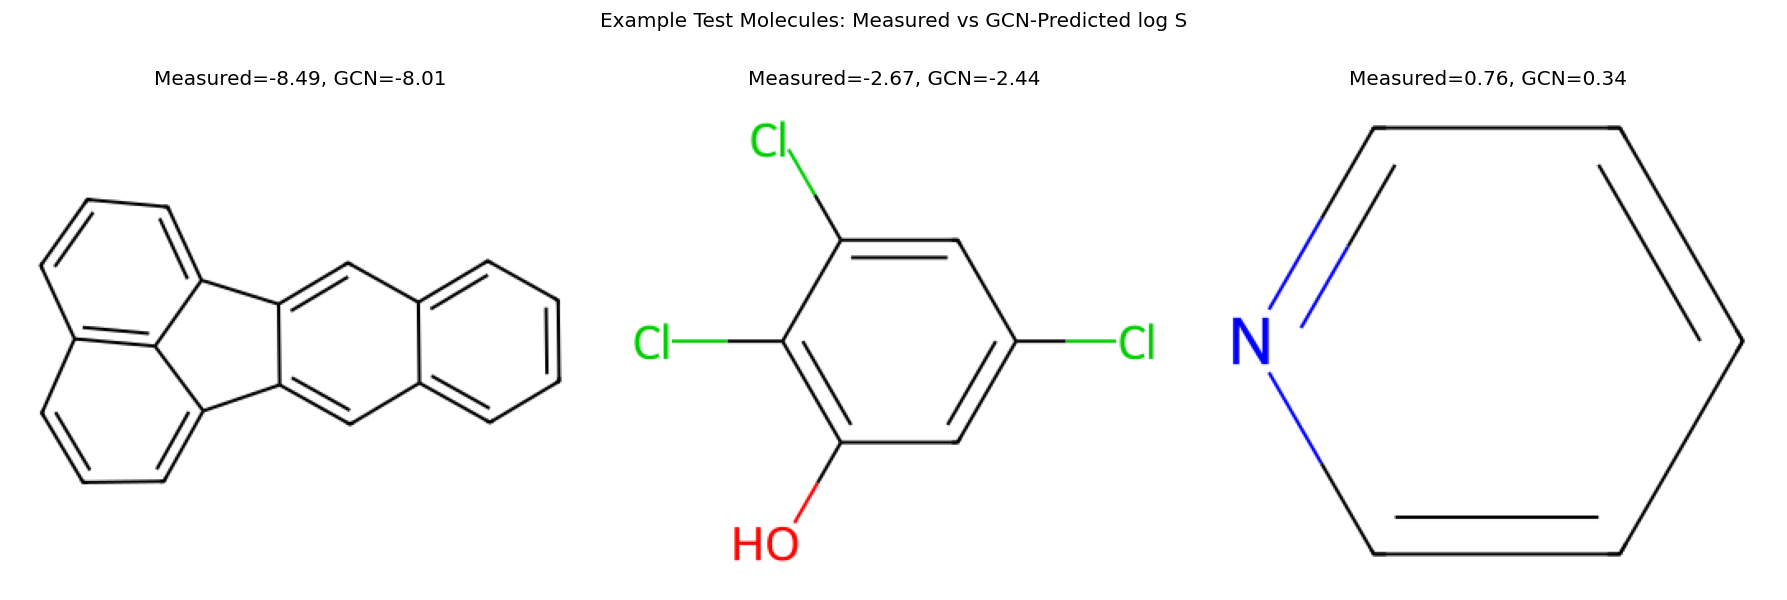 Example Test Molecules: Measured vs GCN-Predicted log S
Measured=-8.49, GCN=-8.01
Measured=-2.67, GCN=-2.44
Measured=0.76, GCN=0.34
Cl
Cl
Cl
HO
N